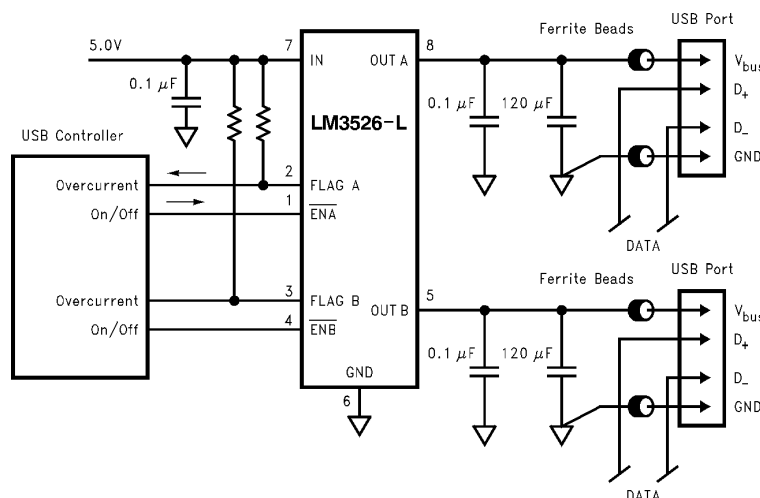 5.0V
0.1 μF
USB Controller
Overcurrent
On/Off
Overcurrent
On/Off
7
IN
OUT A
8
LM3526-L
2
FLAG A
1
ENA
3
FLAG B
4
ENB
OUT B
5
GND
6
Ferrite Beads
USB Port
0.1 μF
120 μF
Vbus
D+
D-
GND
DATA
Ferrite Beads
USB Port
0.1 μF
120 μF
Vbus
D+
D-
GND
DATA